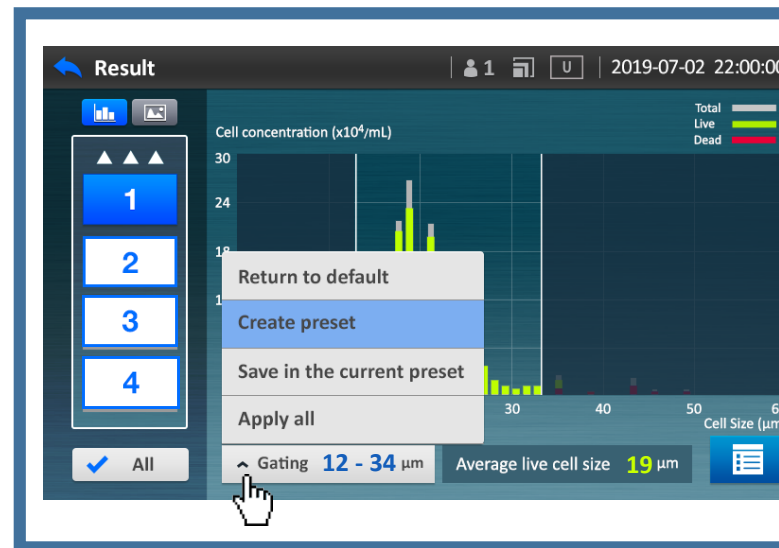 Result
1
U
2019-07-02 22:00:00
Total
Live
Dead
Cell concentration (x10⁴/mL)
30
24
18
1
2
3
4
All
Return to default
Create preset
Save in the current preset
Apply all
30
40
50
6
Cell Size (μm
Gating 12 - 34 μm
Average live cell size 19 μm